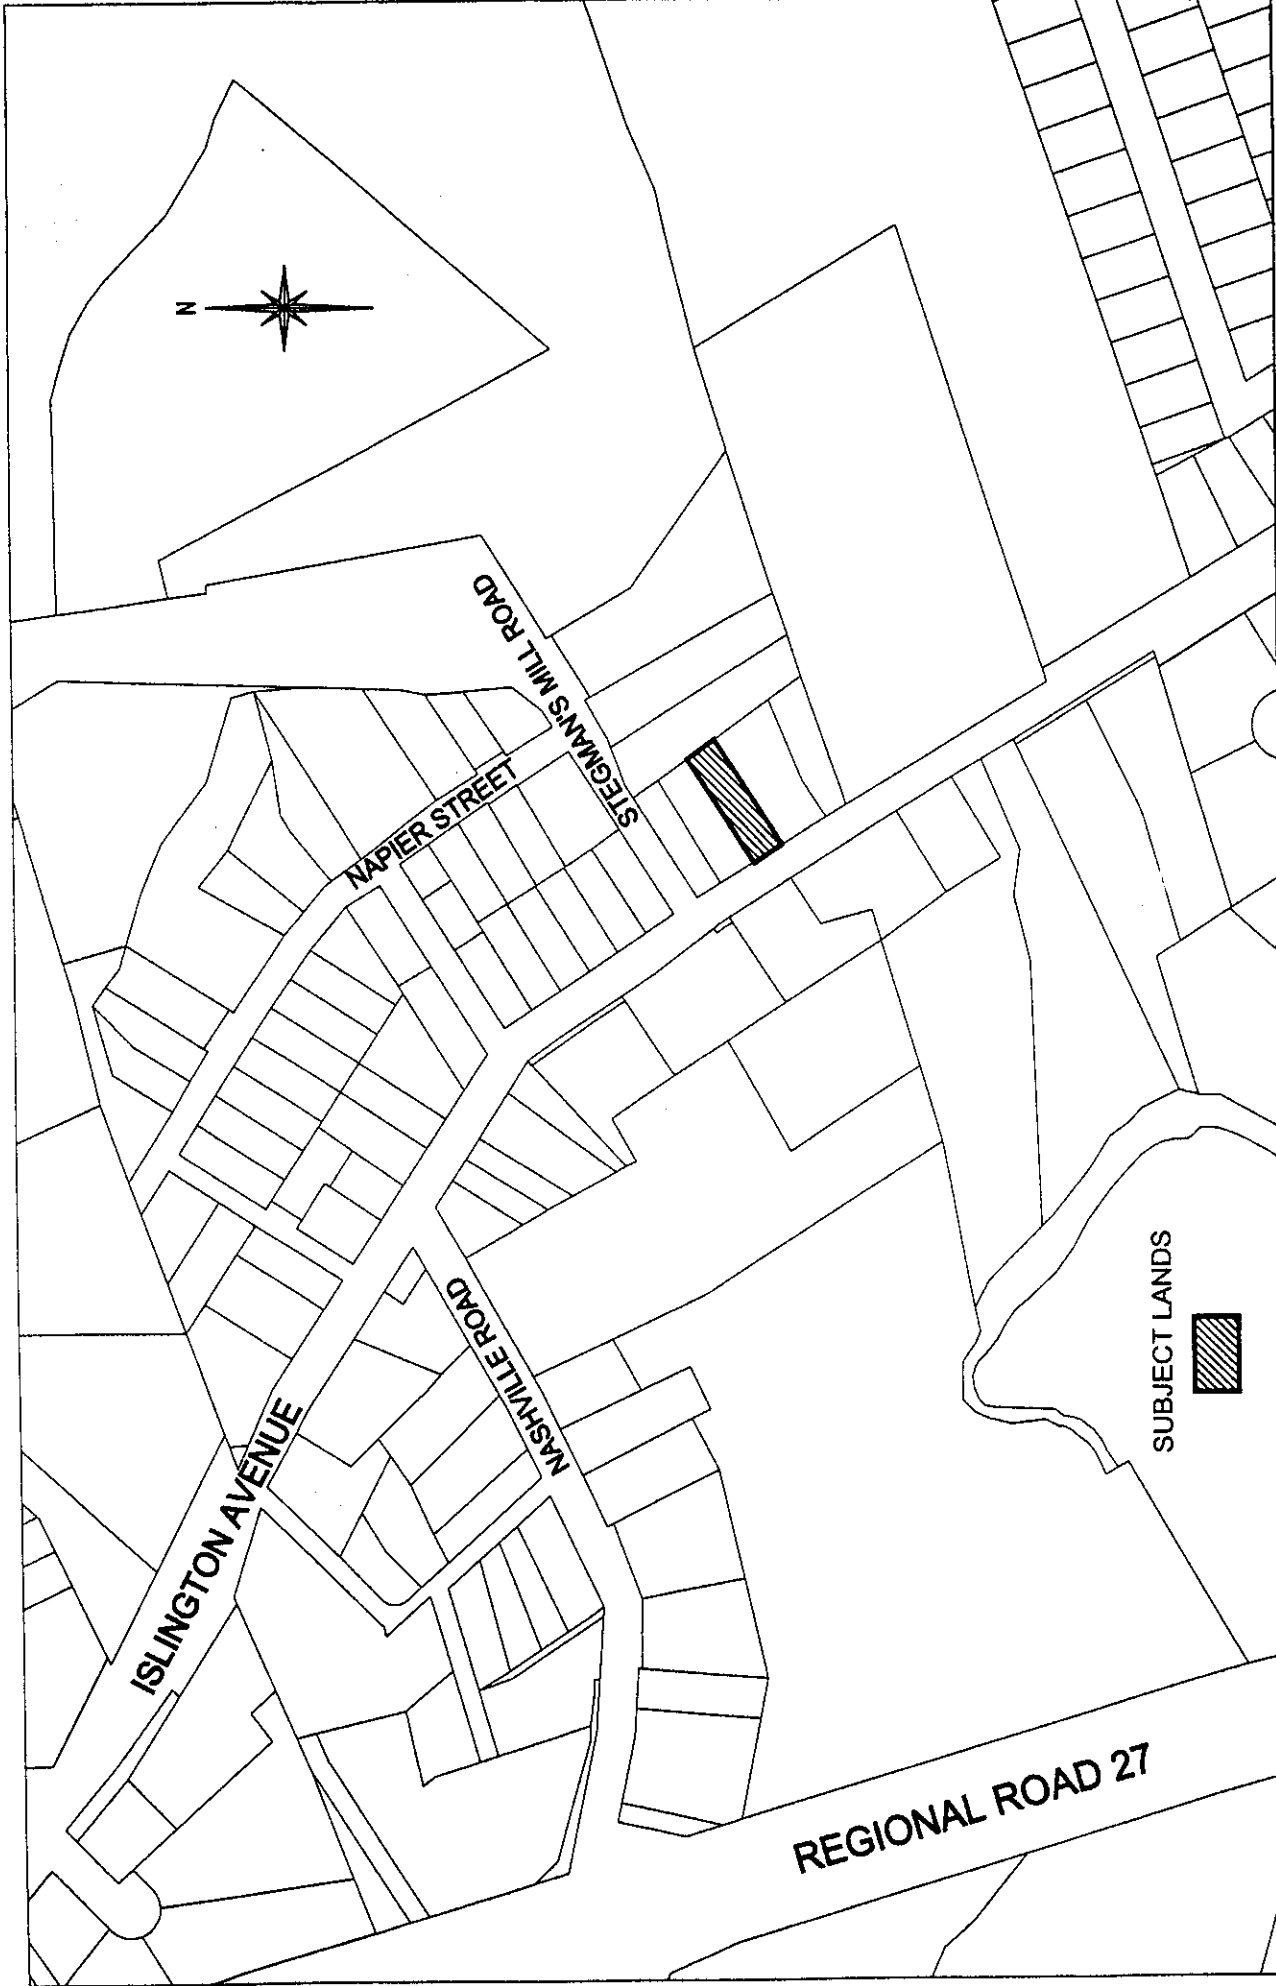 N
STEGMAN'S MILL ROAD
NAPIER STREET
ISLINGTON AVENUE
NASHVILLE ROAD
SUBJECT LANDS
REGIONAL ROAD 27